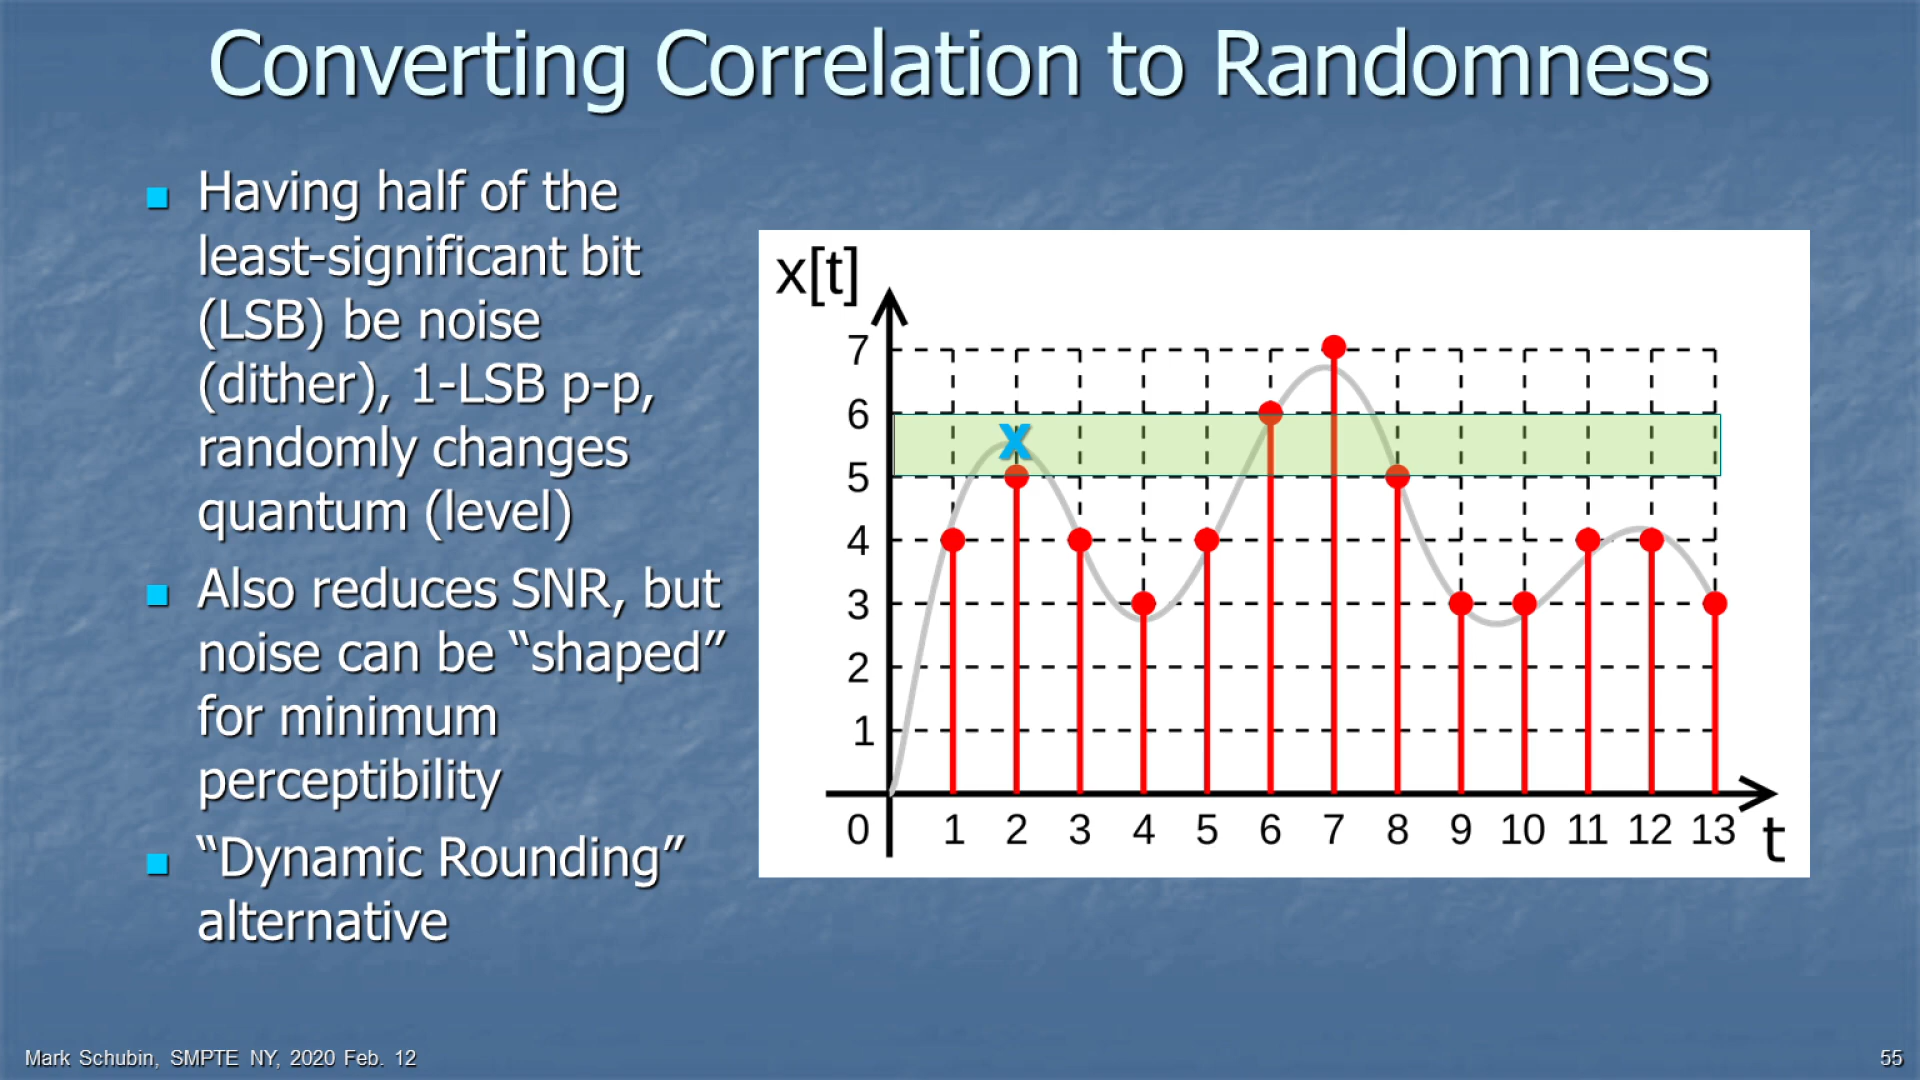 Converting Correlation to Randomness
Having half of the
least-significant bit
(LSB) be noise
(dither), 1-LSB p-p,
randomly changes
quantum (level)
Also reduces SNR, but
noise can be “shaped”
for minimum
perceptibility
“Dynamic Rounding”
alternative
x[t]
7
6
x
5
4
3
2
1
0 1 2 3 4 5 6 7 8 9 10 11 12 13 t
Mark Schubin, SMPTE NY, 2020 Feb. 12
55